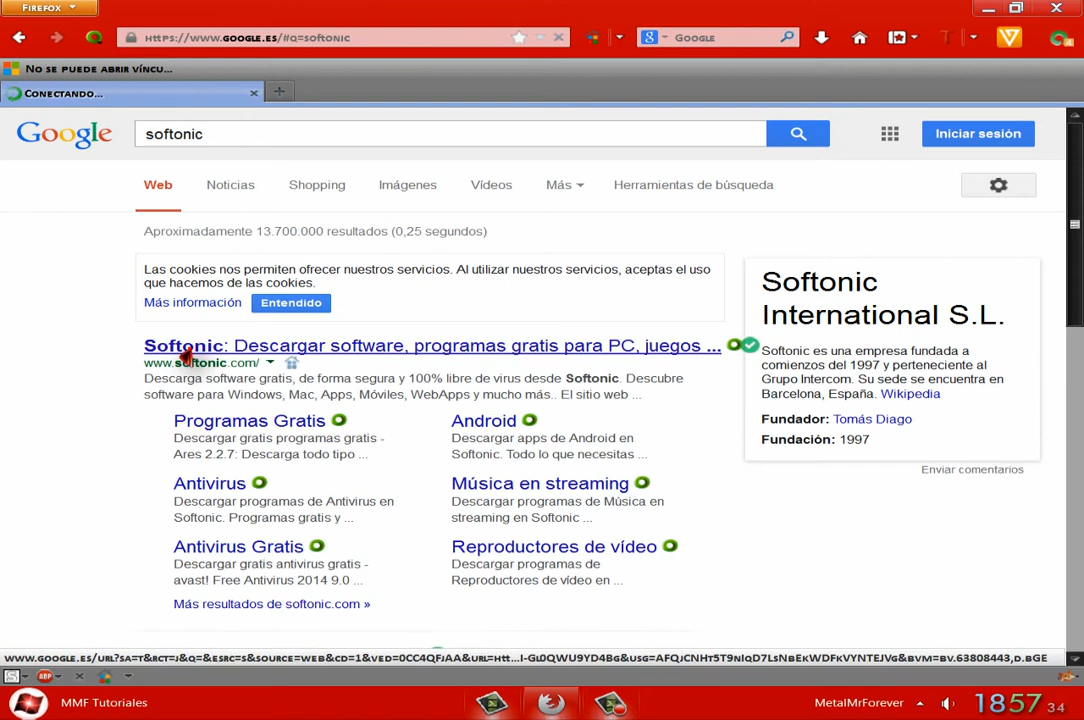 Firefox
https://www.google.es/#q=softonic
Google
No se puede abrir víncu...
Conectando...
Google
softonic
Iniciar sesión
Web Noticias Shopping Imágenes Vídeos Más Herramientas de búsqueda
Aproximadamente 13.700.000 resultados (0,25 segundos)
Las cookies nos permiten ofrecer nuestros servicios. Al utilizar nuestros servicios, aceptas el uso
que hacemos de las cookies.
Más información Entendido
Softonic: Descargar software, programas gratis para PC, juegos ...
www.softonic.com/
Descarga software gratis, de forma segura y 100% libre de virus desde Softonic. Descubre
software para Windows, Mac, Apps, Móviles, WebApps y mucho más.. El sitio web ...
Programas Gratis
Descargar gratis programas gratis -
Ares 2.2.7: Descarga todo tipo ...
Android
Descargar apps de Android en
Softonic. Todo lo que necesitas ...
Antivirus
Descargar programas de Antivirus en
Softonic. Programas gratis y ...
Música en streaming
Descargar programas de Música en
streaming en Softonic ...
Antivirus Gratis
Descargar gratis antivirus gratis -
avast! Free Antivirus 2014 9.0 ...
Reproductores de vídeo
Descargar programas de
Reproductores de vídeo en ...
Más resultados de softonic.com »
Softonic
International S.L.
Softonic es una empresa fundada a
comienzos del 1997 y perteneciente al
Grupo Intercom. Su sede se encuentra en
Barcelona, España. Wikipedia
Fundador: Tomás Diago
Fundación: 1997
Enviar comentarios
MMF Tutoriales
MetalMrForever
18 57 34